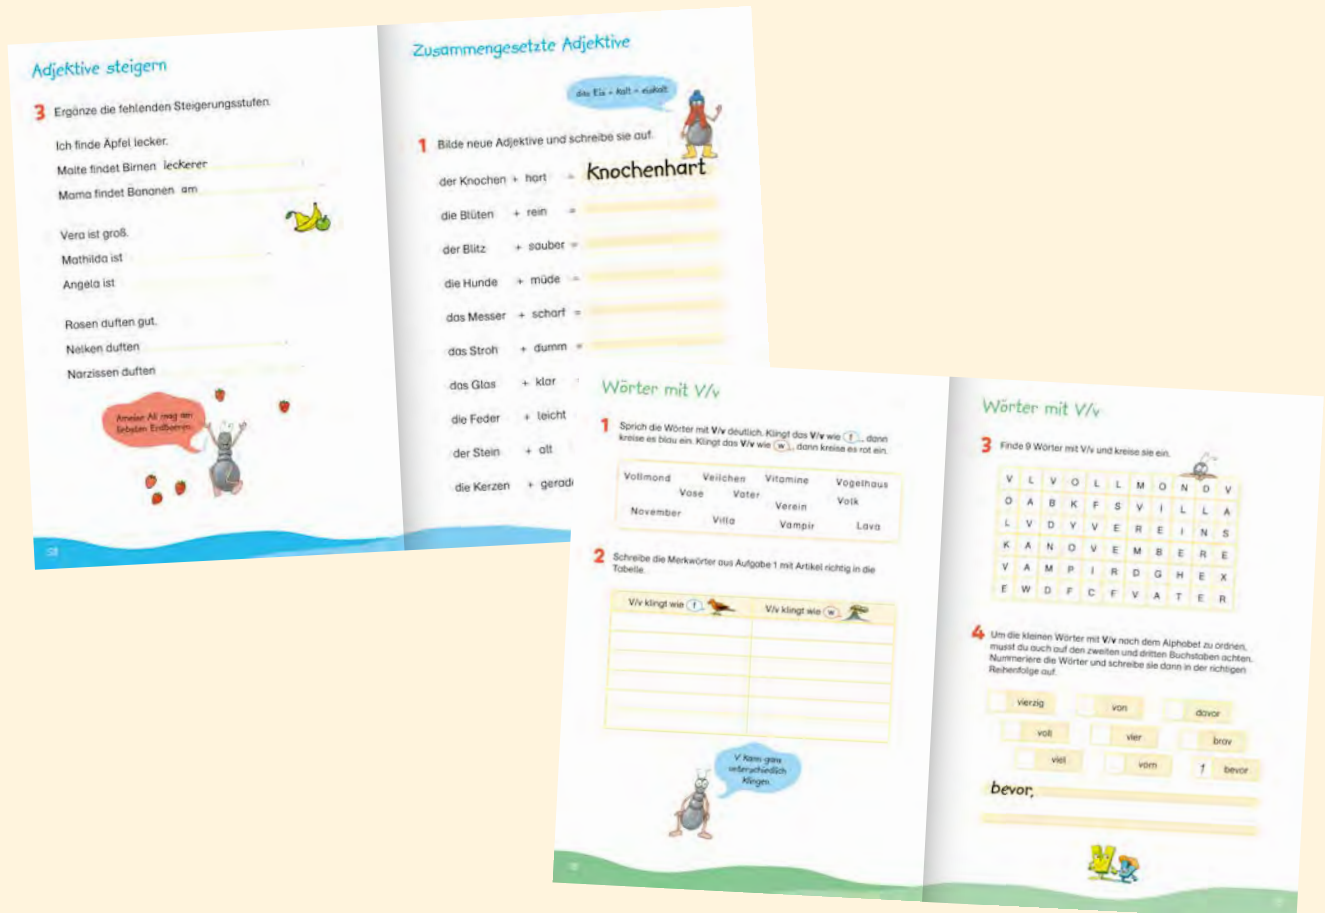 Adjektive steigern
3 Ergänze die fehlenden Steigerungsstufen.
Ich finde Äpfel lecker.
Malte findet Birnen leckerer .
Mama findet Bananen am .
Vera ist groß.
Mathilda ist .
Angela ist
Rosen duften gut.
Nelken duften .
Narzissen duften .
Ameise Ali mag am
liebsten Erdbeeren.
58
Zusammengesetzte Adjektive
das Eis + kalt = eiskalt
1 Bilde neue Adjektive und schreibe sie auf.
der Knochen + hart = knochenhart
die Blüten + rein =
der Blitz + sauber =
die Hunde + müde =
das Messer + scharf =
das Stroh + dumm =
das Glas + klar
die Feder + leicht
der Stein + alt
die Kerzen + gerade
Wörter mit V/v
1 Sprich die Wörter mit V/v deutlich. Klingt das V/v wie f , dann
kreise es blau ein. Klingt das V/v wie w , dann kreise es rot ein.
Vollmond Veilchen Vitamine Vogelhaus
Vase Vater Verein Volk
November Villa Vampir Lava
2 Schreibe die Merkwörter aus Aufgabe 1 mit Artikel richtig in die
Tabelle.
V/v klingt wie f V/v klingt wie w
V kann ganz
unterschiedlich
klingen.
Wörter mit V/v
3 Finde 9 Wörter mit V/v und kreise sie ein.
V L V O L L M O N D V
O A B K F S V I L L A
L V D Y V E R E I N S
K A N O V E M B E R E
V A M P I R D G H E X
E W D F C F V A T E R
4 Um die kleinen Wörter mit V/v nach dem Alphabet zu ordnen,
musst du auch auf den zweiten und dritten Buchstaben achten.
Nummeriere die Wörter und schreibe sie dann in der richtigen
Reihenfolge auf.
vierzig von davor
voll vier brav
viel vom 1 bevor
bevor,